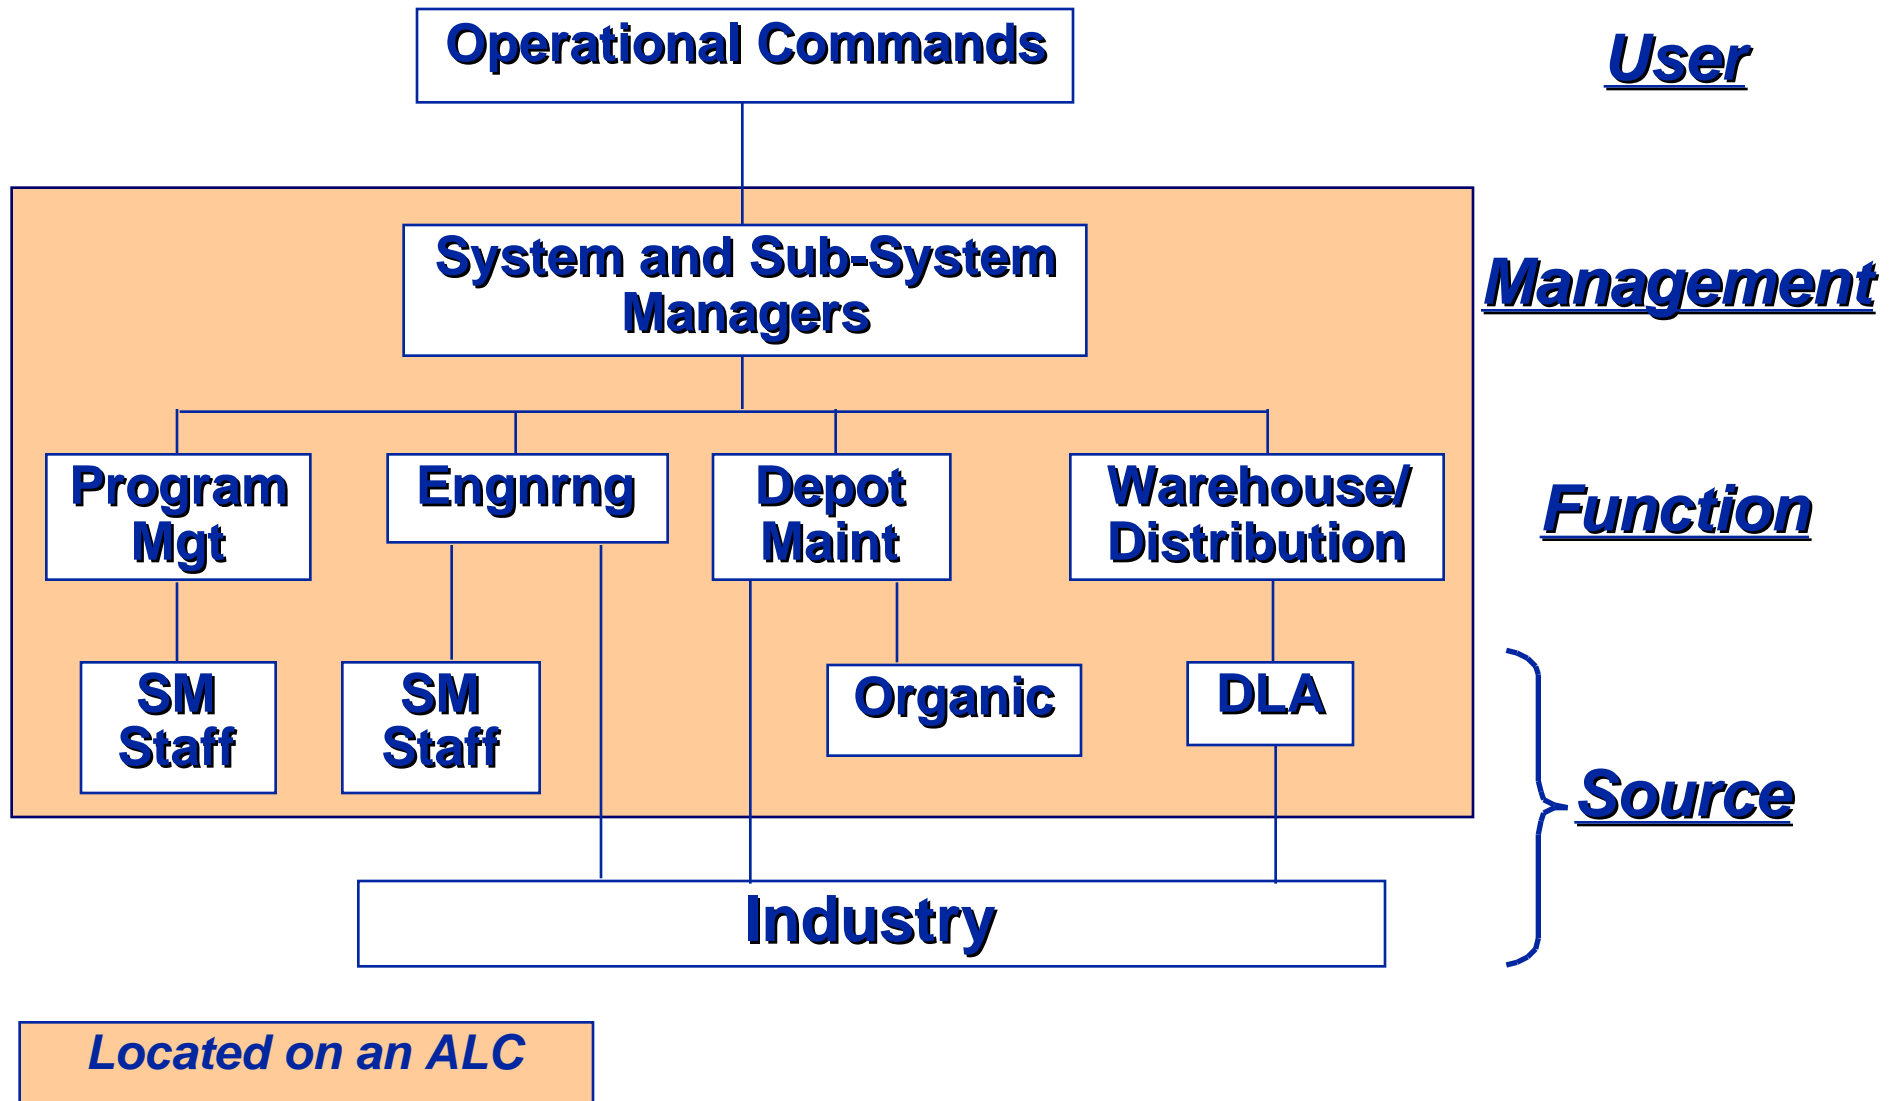 Operational Commands
User
System and Sub-System
Managers
Management
Program
Mgt
Engnrng
Depot
Maint
Warehouse/
Distribution
Function
SM
Staff
SM
Staff
Organic
DLA
Source
Industry
Located on an ALC